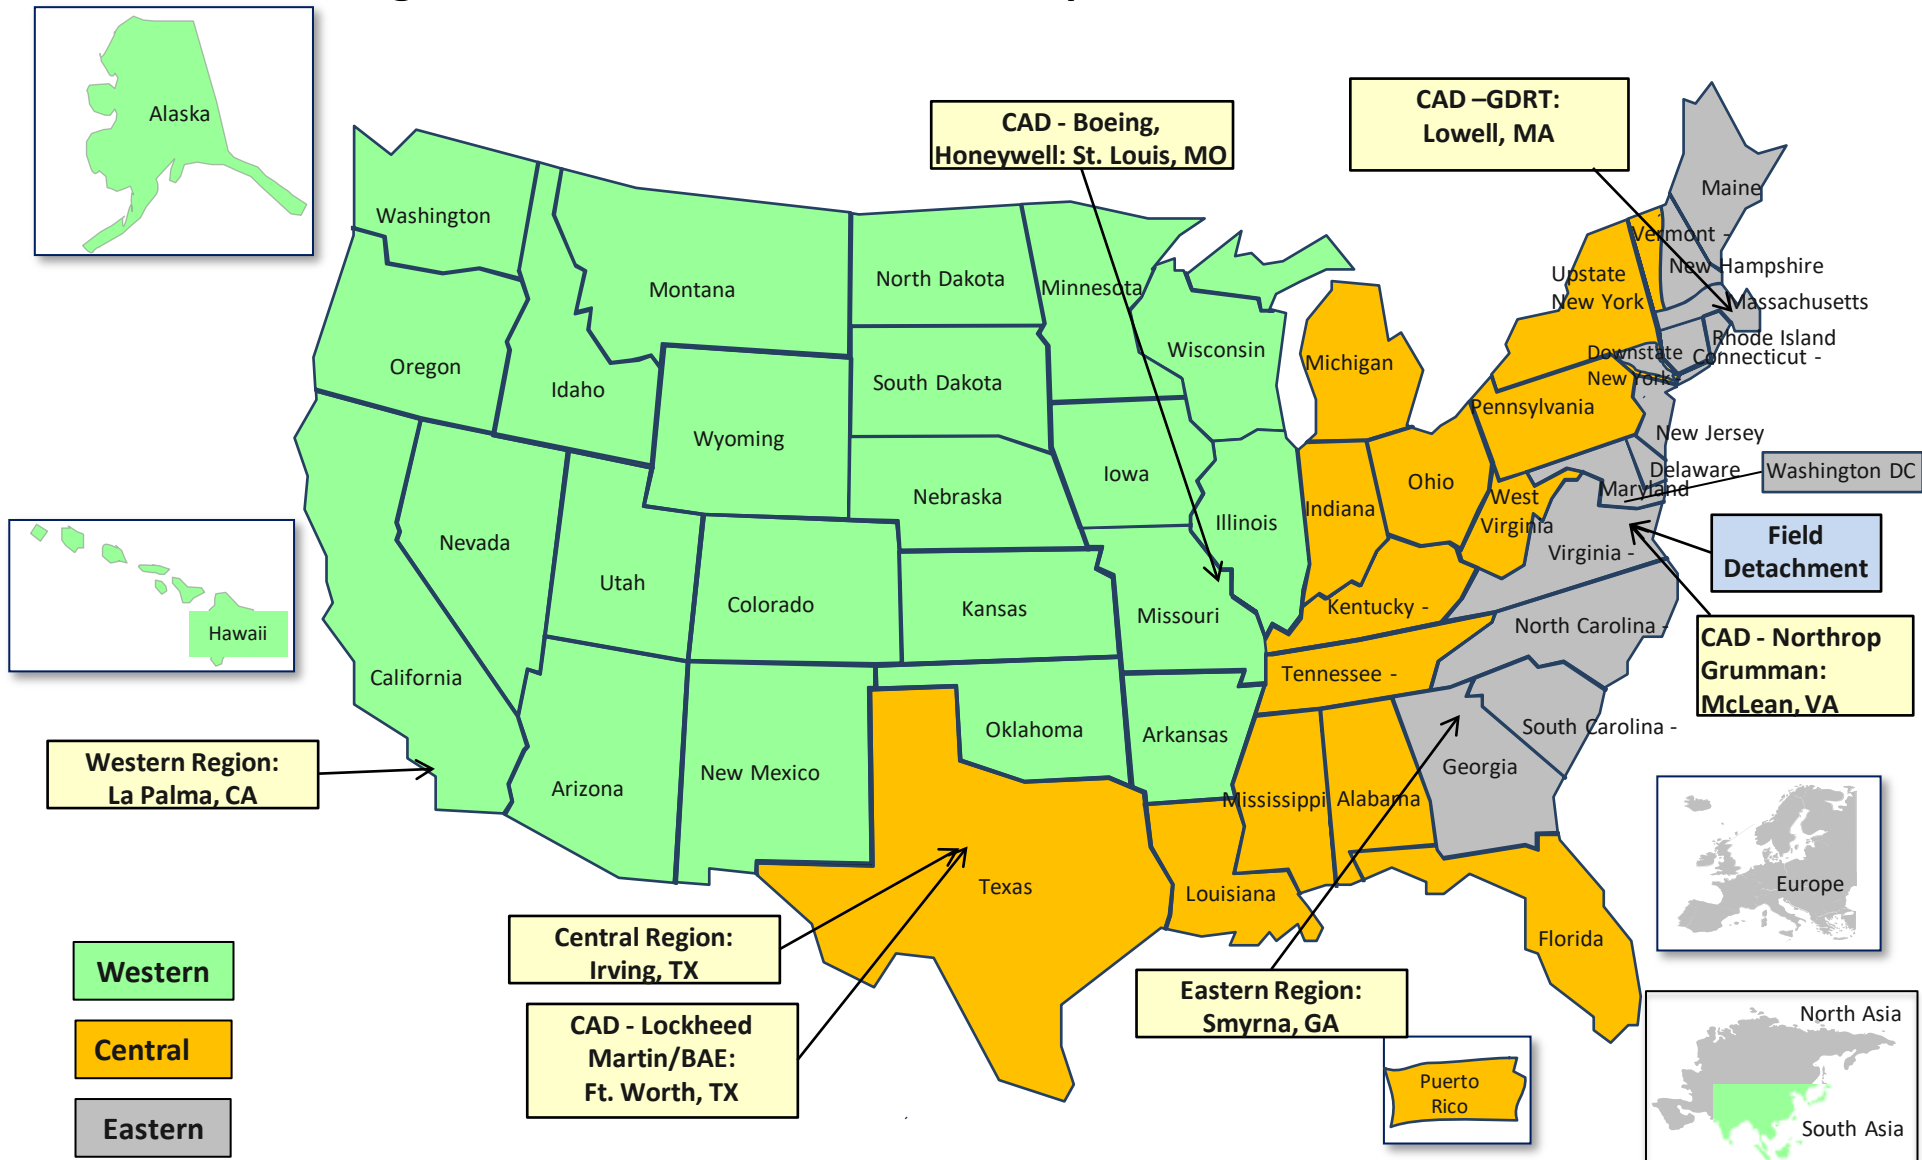 Alaska
CAD - Boeing,
Honeywell: St. Louis, MO
CAD –GDRT:
Lowell, MA
Washington
Montana
North Dakota
Minnesota
Maine
Vermont -
New Hampshire
Upstate
New York
Massachusetts
Rhode Island
Connecticut -
Downstate
New York
Oregon
Idaho
South Dakota
Wisconsin
Michigan
Wyoming
Pennsylvania
New Jersey
Nebraska
Iowa
Illinois
Indiana
Ohio
West
Virginia
Delaware
Maryland
Washington DC
Nevada
Utah
Colorado
Kansas
Missouri
Kentucky -
Virginia -
Field
Detachment
Hawaii
California
North Carolina -
CAD - Northrop
Grumman:
McLean, VA
Tennessee -
Oklahoma
Arkansas
South Carolina -
Western Region:
La Palma, CA
Arizona
New Mexico
Mississippi
Alabama
Georgia
Texas
Louisiana
Florida
Europe
Central Region:
Irving, TX
CAD - Lockheed
Martin/BAE:
Ft. Worth, TX
Eastern Region:
Smyrna, GA
Puerto
Rico
North Asia
South Asia
Western
Central
Eastern